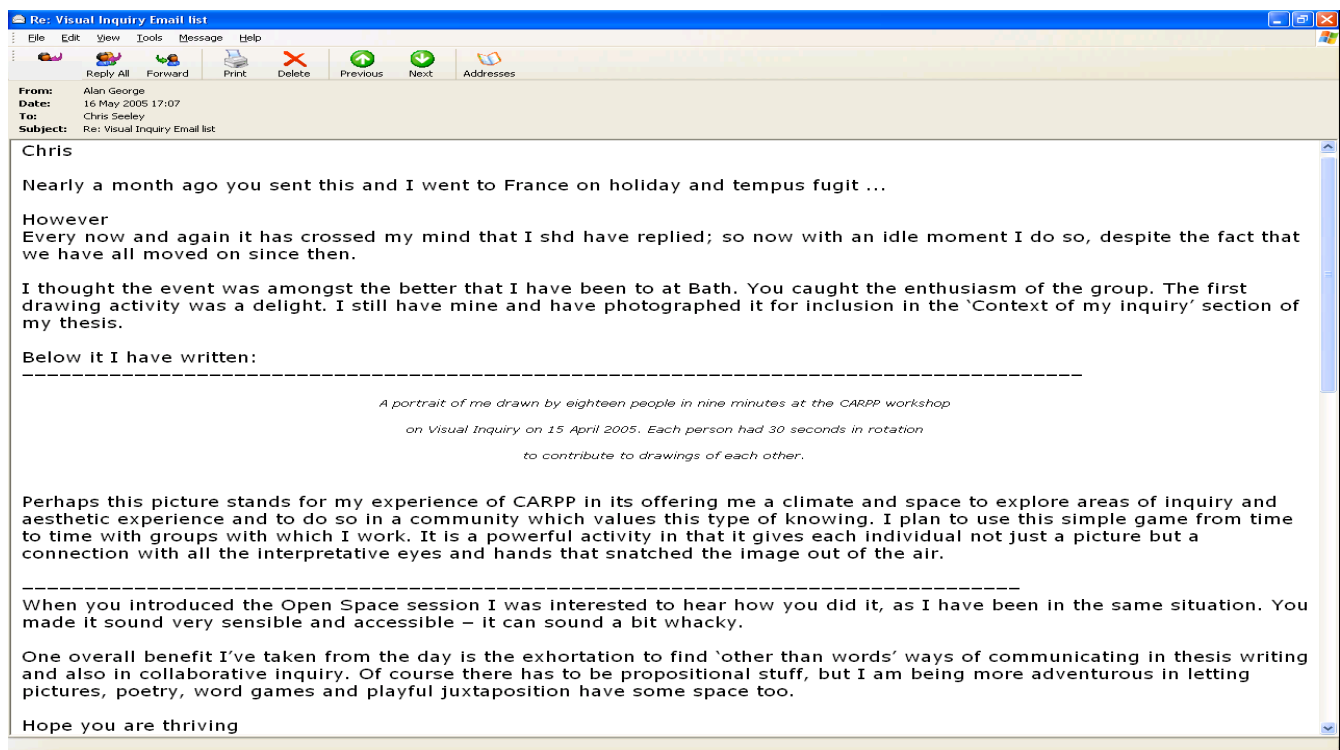 Re: Visual Inquiry Email list
File Edit View Tools Message Help
Reply All Forward Print Delete Previous Next Addresses
From: Alan George
Date: 16 May 2005 17:07
To: Chris Seeley
Subject: Re: Visual Inquiry Email list
Chris
Nearly a month ago you sent this and I went to France on holiday and tempus fugit ...
However
Every now and again it has crossed my mind that I shd have replied; so now with an idle moment I do so, despite the fact that
we have all moved on since then.
I thought the event was amongst the better that I have been to at Bath. You caught the enthusiasm of the group. The first
drawing activity was a delight. I still have mine and have photographed it for inclusion in the ‘Context of my inquiry’ section of
my thesis.
Below it I have written:
A portrait of me drawn by eighteen people in nine minutes at the CARPP workshop
on Visual Inquiry on 15 April 2005. Each person had 30 seconds in rotation
to contribute to drawings of each other.
Perhaps this picture stands for my experience of CARPP in its offering me a climate and space to explore areas of inquiry and
aesthetic experience and to do so in a community which values this type of knowing. I plan to use this simple game from time
to time with groups with which I work. It is a powerful activity in that it gives each individual not just a picture but a
connection with all the interpretative eyes and hands that snatched the image out of the air.
When you introduced the Open Space session I was interested to hear how you did it, as I have been in the same situation. You
made it sound very sensible and accessible – it can sound a bit whacky.
One overall benefit I’ve taken from the day is the exhortation to find ‘other than words’ ways of communicating in thesis writing
and also in collaborative inquiry. Of course there has to be propositional stuff, but I am being more adventurous in letting
pictures, poetry, word games and playful juxtaposition have some space too.
Hope you are thriving